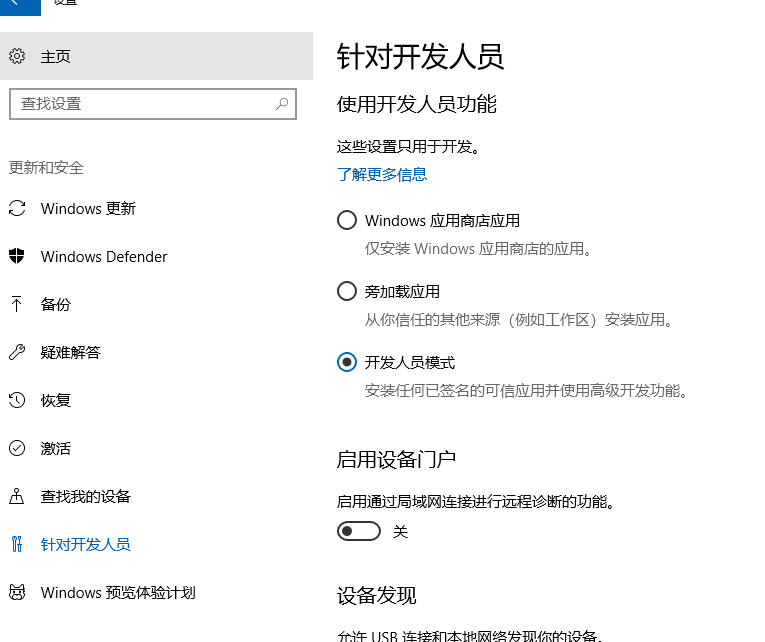 设置
主页
查找设置
更新和安全
Windows 更新
Windows Defender
备份
疑难解答
恢复
激活
查找我的设备
针对开发人员
Windows 预览体验计划
针对开发人员
使用开发人员功能
这些设置只用于开发。
了解更多信息
Windows 应用商店应用
仅安装 Windows 应用商店的应用。
旁加载应用
从你信任的其他来源（例如工作区）安装应用。
开发人员模式
安装任何已签名的可信应用并使用高级开发功能。
启用设备门户
启用通过局域网连接进行远程诊断的功能。
关
设备发现
允许 USB 连接和本地网络发现你的设备。